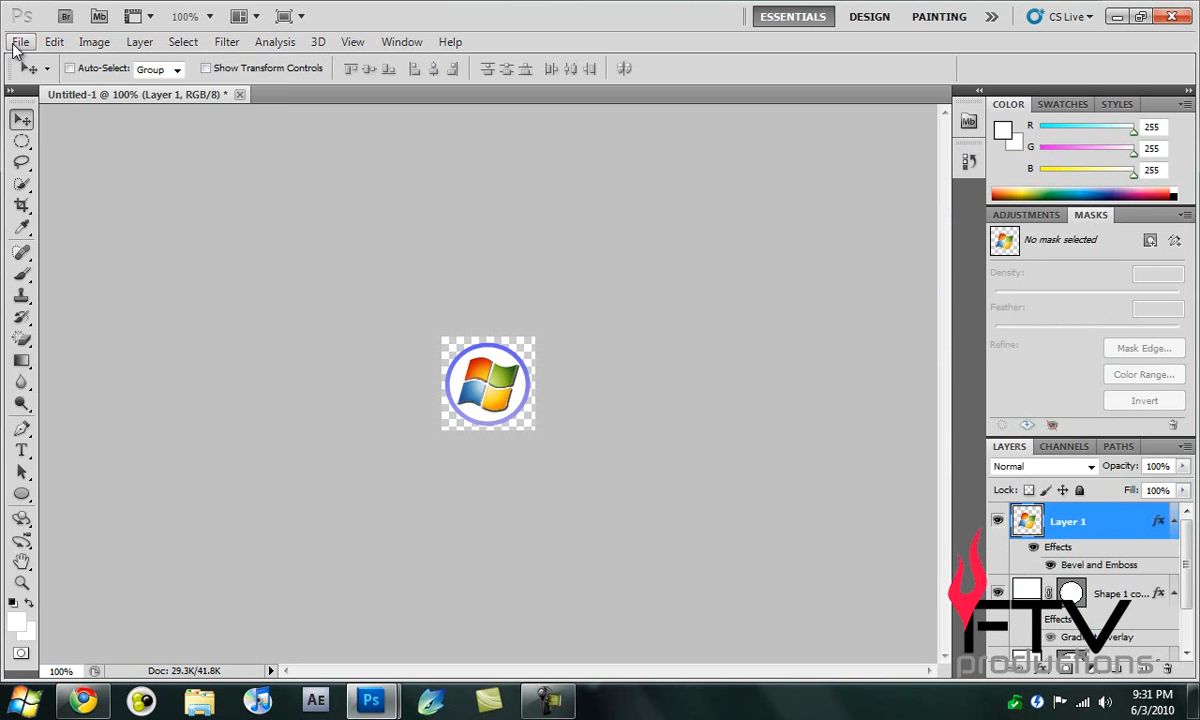 Ps Br Mb 100% ESSENTIALS DESIGN PAINTING CS Live
File Edit Image Layer Select Filter Analysis 3D View Window Help
Auto-Select: Group Show Transform Controls
Untitled-1 @ 100% (Layer 1, RGB/8) *
COLOR SWATCHES STYLES
Mb
R 255
G 255
B 255
ADJUSTMENTS MASKS
No mask selected
Density:
Feather:
Refine: Mask Edge...
Color Range...
Invert
LAYERS CHANNELS PATHS
Normal Opacity: 100%
Lock: Fill: 100%
Layer 1 fx
Effects
Bevel and Emboss
Shape 1 co... fx
Effects
FTV
productions
100% Doc: 29.3K/41.8K
AE Ps
9:31 PM
6/3/2010